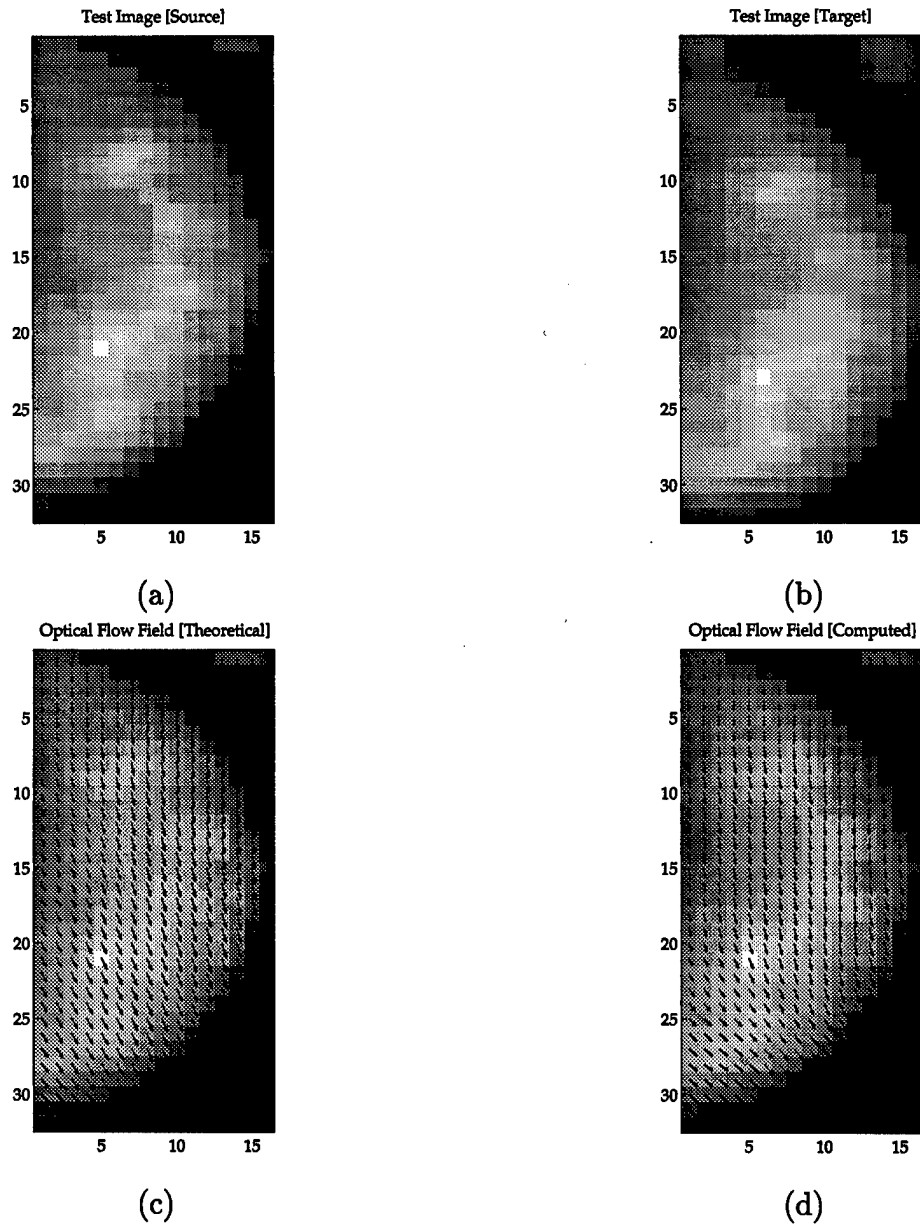 Test Image [Source]
5
10
15
20
25
30
5 10 15
(a)
Test Image [Target]
5
10
15
20
25
30
5 10 15
(b)
Optical Flow Field [Theoretical]
5
10
15
20
25
30
5 10 15
(c)
Optical Flow Field [Computed]
5
10
15
20
25
30
5 10 15
(d)